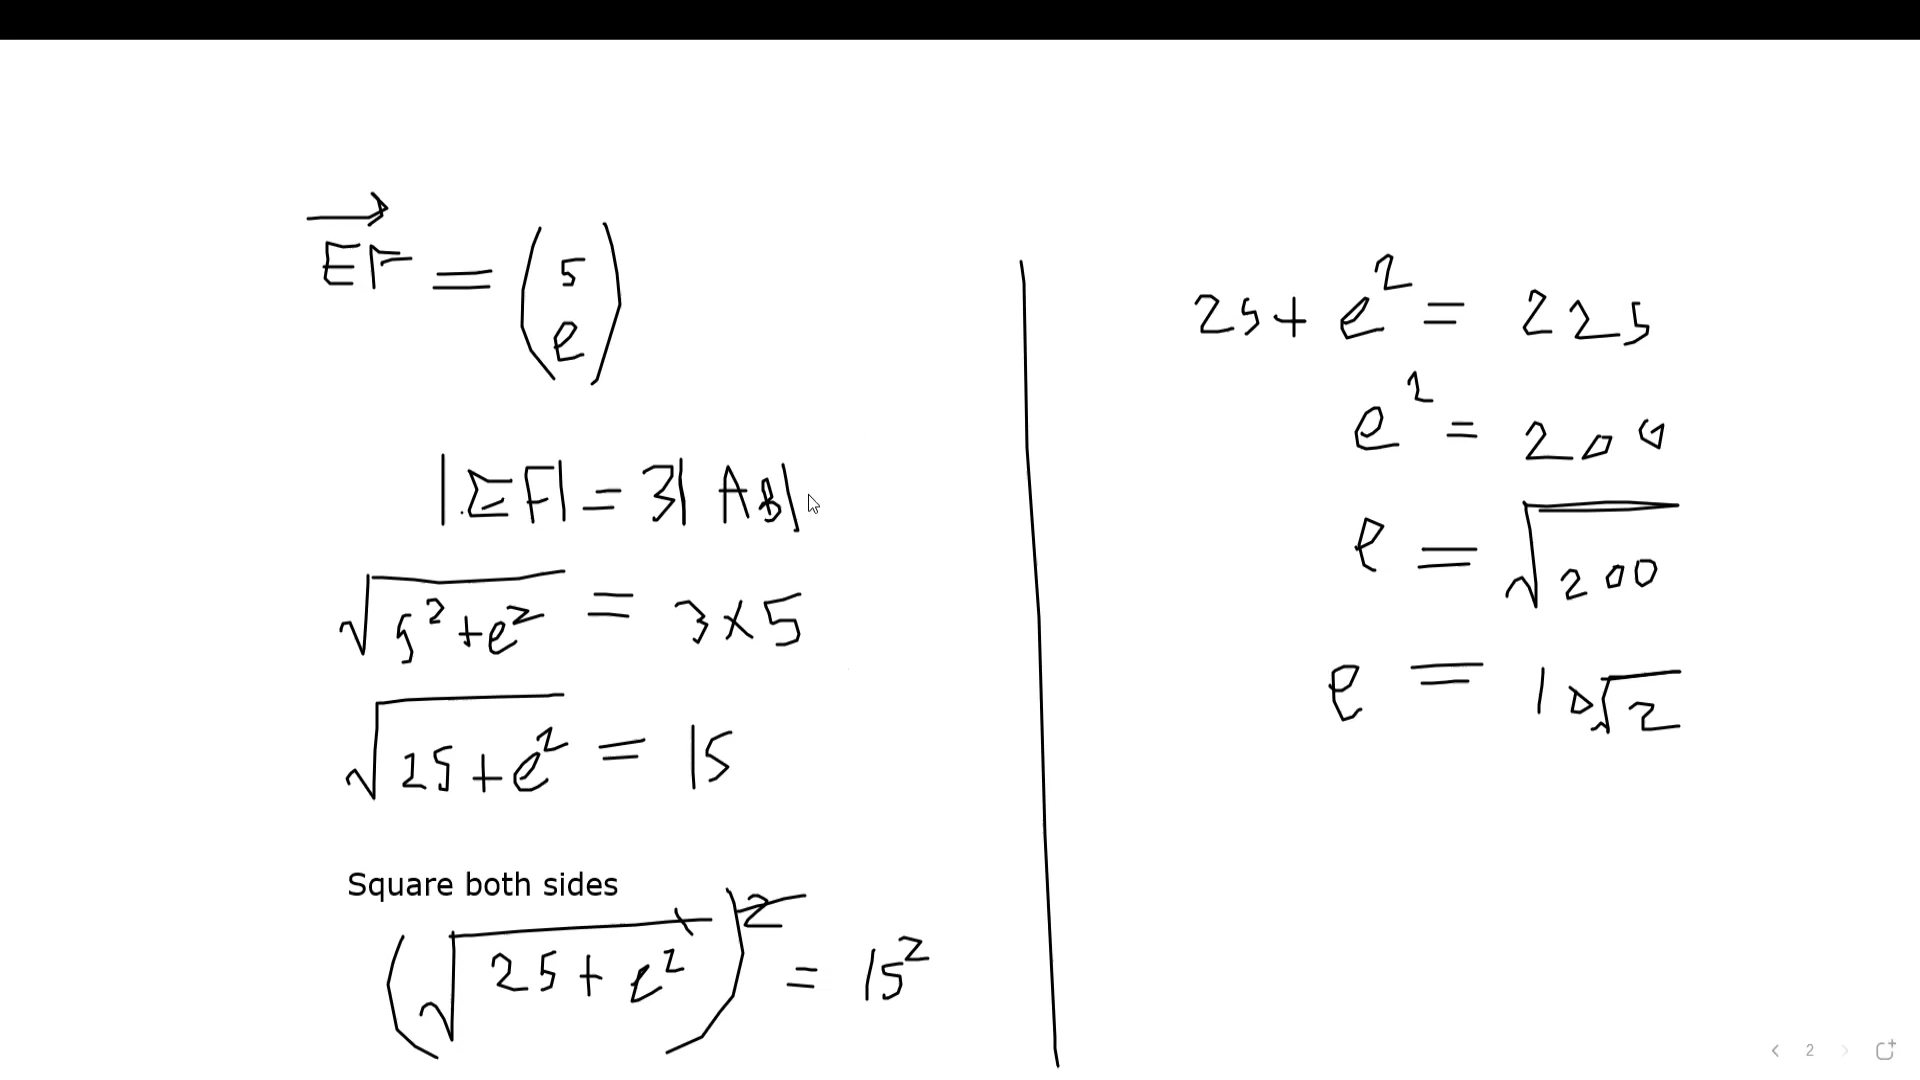 EF = (5
e)
|EF| = 3|AB|
√5²+e² = 3×5
√25+e² = 15
Square both sides
(√25+e²)² = 15²
25+e² = 225
e² = 200
e = √200
e = 10√2
2